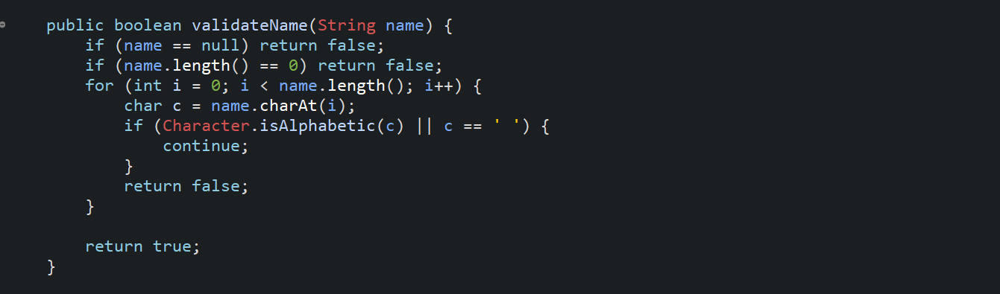 public boolean validateName(String name) {
    if (name == null) return false;
    if (name.length() == 0) return false;
    for (int i = 0; i < name.length(); i++) {
        char c = name.charAt(i);
        if (Character.isAlphabetic(c) || c == ' ') {
            continue;
        }
        return false;
    }

    return true;
}